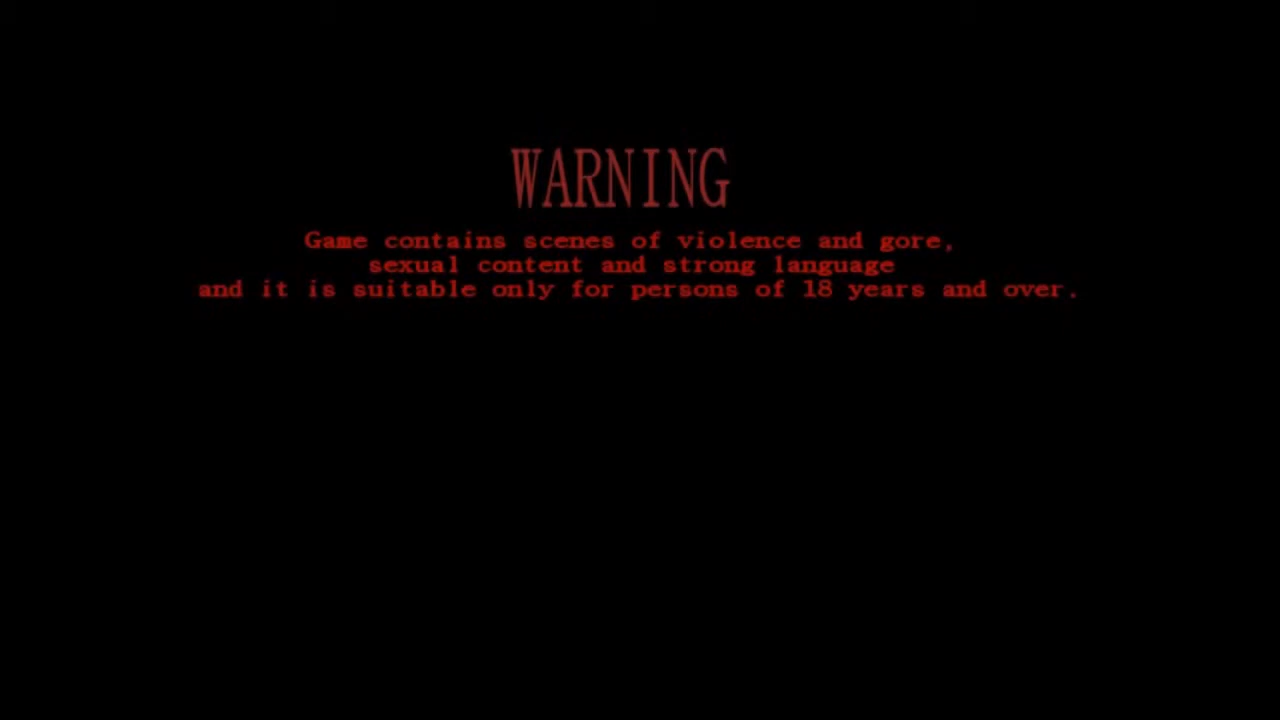 WARNING
Game contains scenes of violence and gore,
sexual content and strong language
and it is suitable only for persons of 18 years and over.